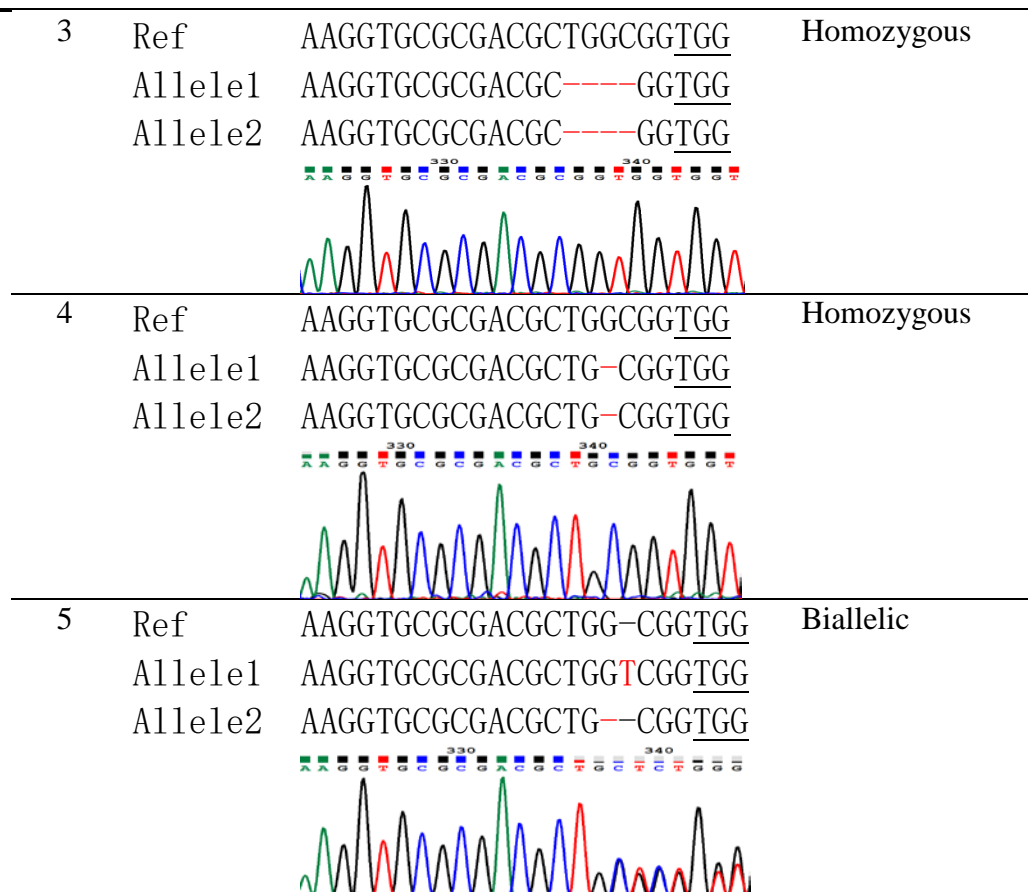 3 Ref AAGGTGCGCGACGCTGGCGGTGG Homozygous
Allele1 AAGGTGCGCGACGC----GGTGG
Allele2 AAGGTGCGCGACGC----GGTGG
330 340
A A G G T G C G C G A C G C G G T G G T G G T
4 Ref AAGGTGCGCGACGCTGGCGGTGG Homozygous
Allele1 AAGGTGCGCGACGCTG-CGGTGG
Allele2 AAGGTGCGCGACGCTG-CGGTGG
330 340
A A G G T G C G C G A C G C T G C G G T G G T
5 Ref AAGGTGCGCGACGCTGG-CGGTGG Biallelic
Allele1 AAGGTGCGCGACGCTGGTCGGTGG
Allele2 AAGGTGCGCGACGCTG--CGGTGG
330 340
A A G G T G C G C G A C G C T G C T C T G G G